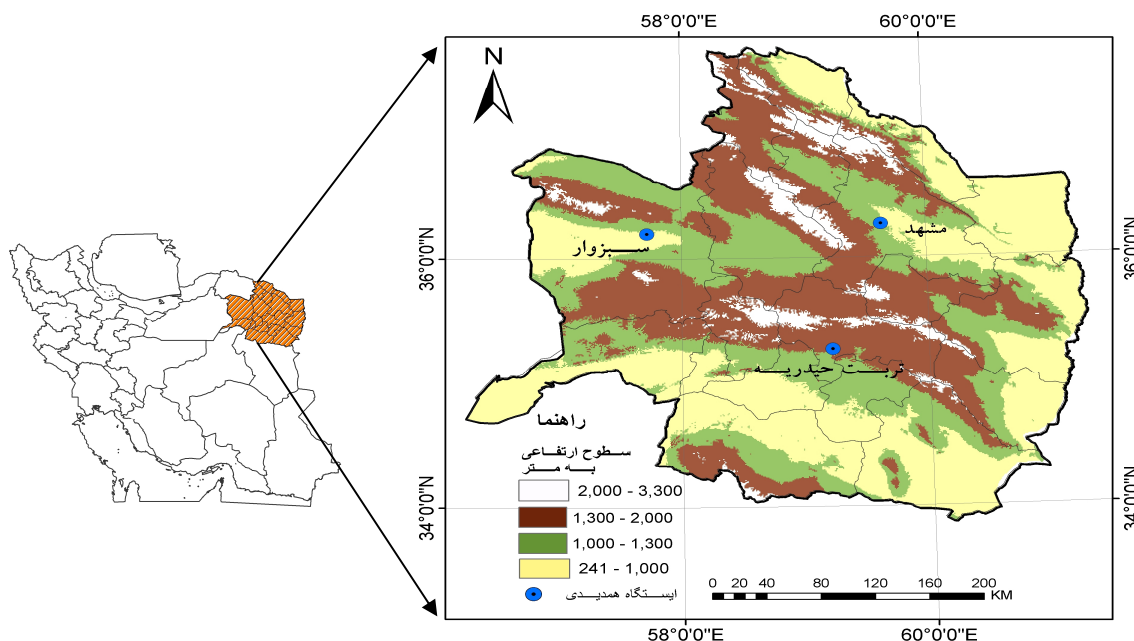 58°0'0"E 60°0'0"E
N
36°0'0"N 36°0'0"N
34°0'0"N 34°0'0"N
مشهد
سبزوار
تربت حیدریه
راهنما
سطوح ارتفاعی
به متر
2,000 - 3,300
1,300 - 2,000
1,000 - 1,300
241 - 1,000
ایستگاه همدیدی
0 20 40 80 120 160 200
KM
58°0'0"E 60°0'0"E